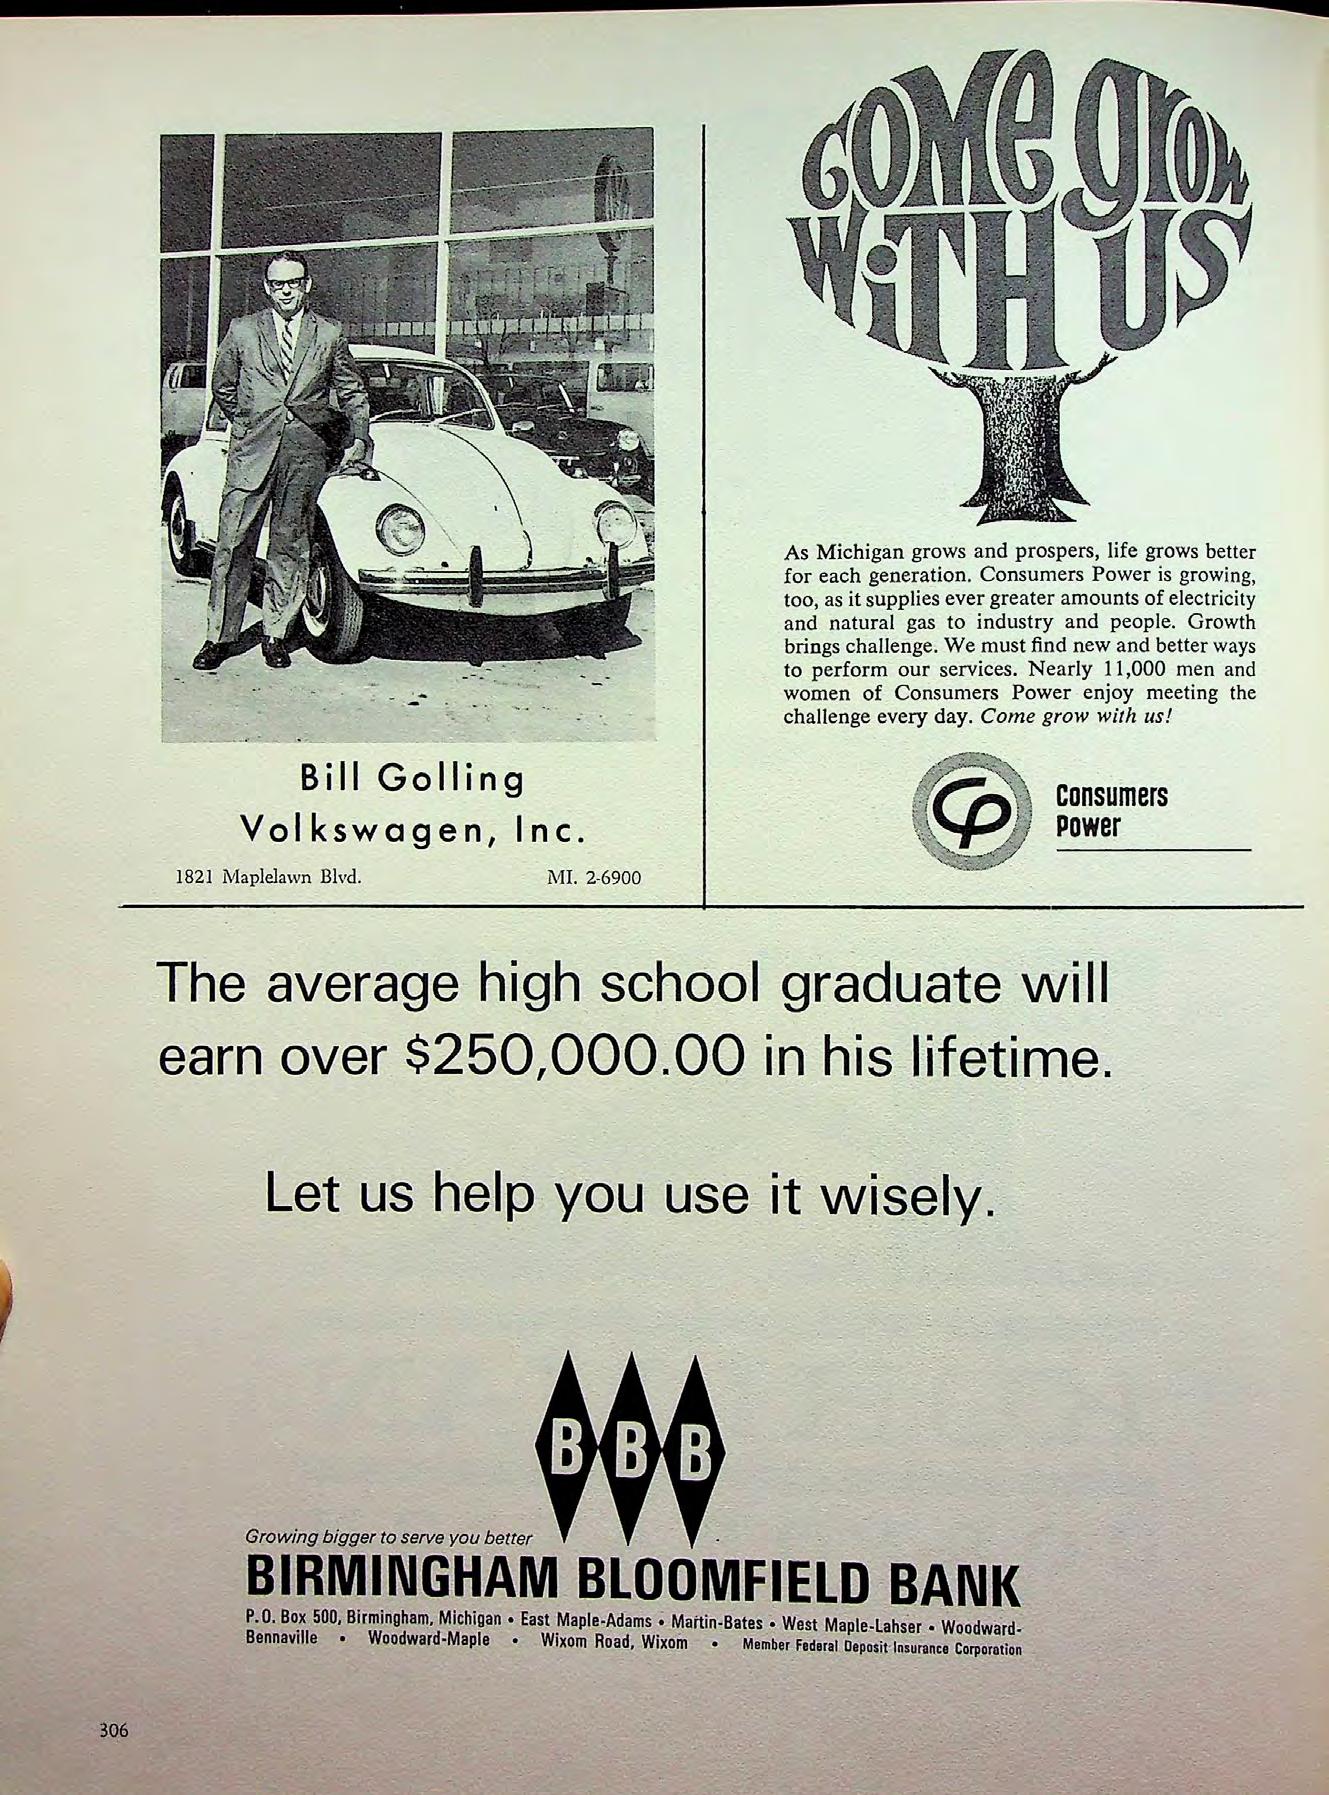 Bill Golling
Volkswagen, Inc.
1821 Maplelawn Blvd. MI. 2-6900
COMe grow
WiTH US
As Michigan grows and prospers, life grows better
for each generation. Consumers Power is growing,
too, as it supplies ever greater amounts of electricity
and natural gas to industry and people. Growth
brings challenge. We must find new and better ways
to perform our services. Nearly 11,000 men and
women of Consumers Power enjoy meeting the
challenge every day. Come grow with us!
CP
Consumers
Power
The average high school graduate will
earn over $250,000.00 in his lifetime.
Let us help you use it wisely.
B B B
Growing bigger to serve you better
BIRMINGHAM BLOOMFIELD BANK
P.O. Box 500, Birmingham, Michigan • East Maple-Adams • Martin-Bates • West Maple-Lahser • Woodward-
Bennaville • Woodward-Maple • Wixom Road, Wixom • Member Federal Deposit Insurance Corporation
306